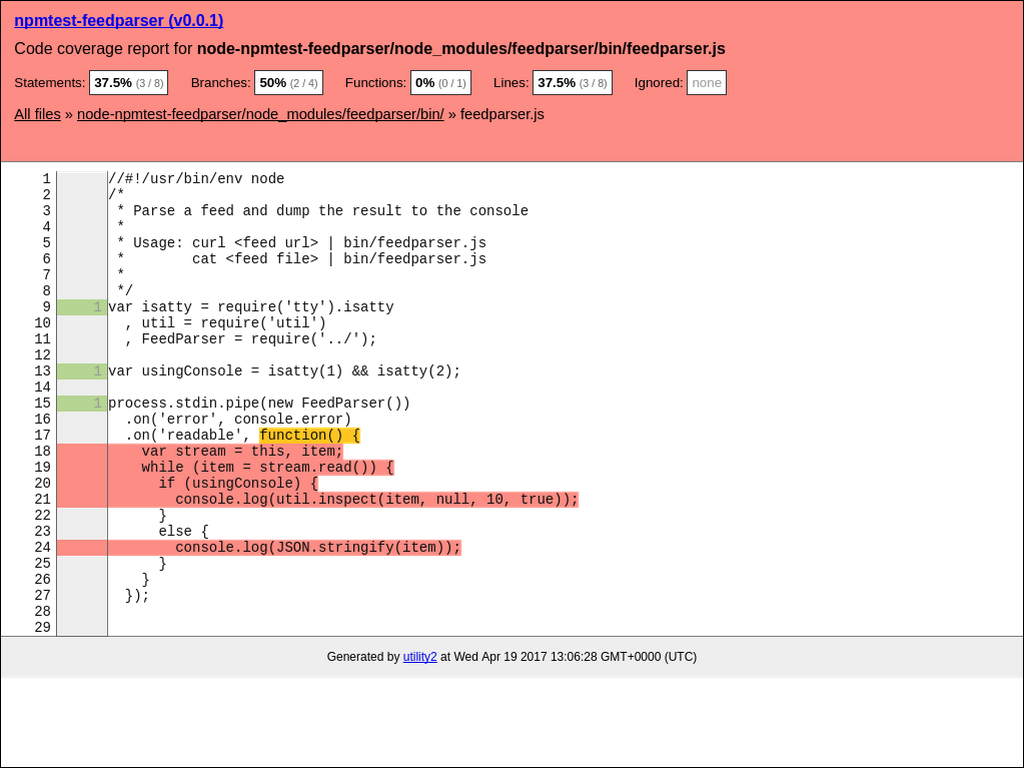 npmtest-feedparser (v0.0.1)
Code coverage report for node-npmtest-feedparser/node_modules/feedparser/bin/feedparser.js
Statements: 37.5% (3 / 8) Branches: 50% (2 / 4) Functions: 0% (0 / 1) Lines: 37.5% (3 / 8) Ignored: none
All files » node-npmtest-feedparser/node_modules/feedparser/bin/ » feedparser.js
1 //#!/usr/bin/env node
2 /*
3  * Parse a feed and dump the result to the console
4  *
5  * Usage: curl <feed url> | bin/feedparser.js
6  *        cat <feed file> | bin/feedparser.js
7  *
8  */
9 1 var isatty = require('tty').isatty
10   , util = require('util')
11   , FeedParser = require('../');
12
13 1 var usingConsole = isatty(1) && isatty(2);
14
15 1 process.stdin.pipe(new FeedParser())
16   .on('error', console.error)
17   .on('readable', function() {
18     var stream = this, item;
19     while (item = stream.read()) {
20       if (usingConsole) {
21         console.log(util.inspect(item, null, 10, true));
22       }
23       else {
24         console.log(JSON.stringify(item));
25       }
26     }
27   });
28
29
Generated by utility2 at Wed Apr 19 2017 13:06:28 GMT+0000 (UTC)